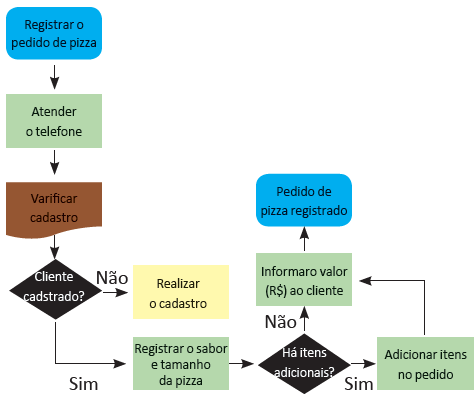 Registrar o
pedido de pizza
Atender
o telefone
Varificar
cadastro
Cliente
cadstrado?
Não
Realizar
o cadastro
Sim
Registrar o sabor
e tamanho
da pizza
Há itens
adicionais?
Não
Sim
Adicionar itens
no pedido
Informaro valor
(R$) ao cliente
Pedido de
pizza registrado